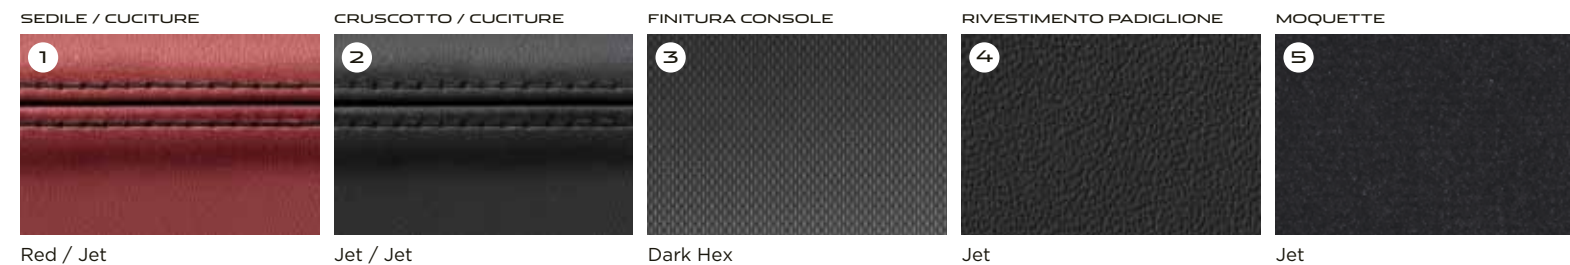 SEDILE / CUCITURE
1
Red / Jet
CRUSCOTTO / CUCITURE
2
Jet / Jet
FINITURA CONSOLE
3
Dark Hex
RIVESTIMENTO PADIGLIONE
4
Jet
MOQUETTE
5
Jet